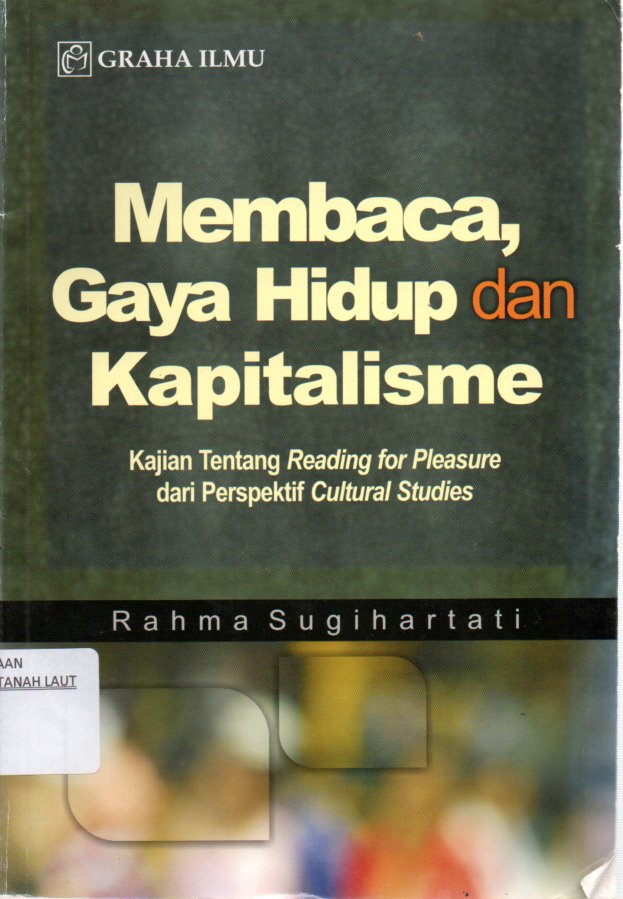 GRAHA ILMU
Membaca,
Gaya Hidup dan
Kapitalisme
Kajian Tentang Reading for Pleasure
dari Perspektif Cultural Studies
Rahma Sugihartati
AAN
TANAH LAUT